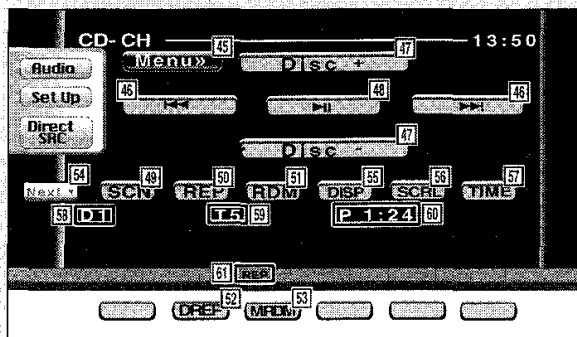 CD-CH 13:50
45 47
Menu» Disc +
Audio
46 48 46
Set Up ⏮ ⏯ ⏭
Direct SRC
47
Disc -
54 49 50 51 55 56 57
Next SCN REP RDM DISP SCRL TIME
58 D1 T5 59 P 1:24 60
61 REP
52 53
DREP MRDM